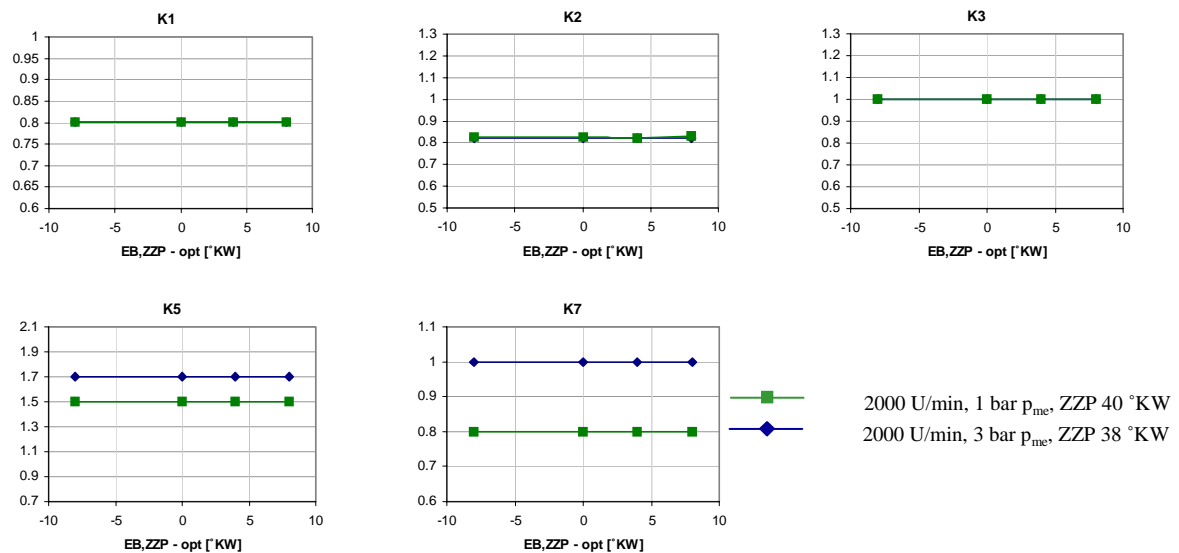 K1
1
0.95
0.9
0.85
0.8
0.75
0.7
0.65
0.6
-10 -5 0 5 10
EB,ZZP - opt [˚KW]
K2
1.3
1.2
1.1
1
0.9
0.8
0.7
0.6
0.5
-10 -5 0 5 10
EB,ZZP - opt [˚KW]
K3
1.3
1.2
1.1
1
0.9
0.8
0.7
0.6
0.5
-10 -5 0 5 10
EB,ZZP - opt [˚KW]
K5
2.1
1.9
1.7
1.5
1.3
1.1
0.9
0.7
-10 -5 0 5 10
EB,ZZP - opt [˚KW]
K7
1.1
1
0.9
0.8
0.7
0.6
-10 -5 0 5 10
EB,ZZP - opt [˚KW]
2000 U/min, 1 bar pme, ZZP 40 ˚KW
2000 U/min, 3 bar pme, ZZP 38 ˚KW